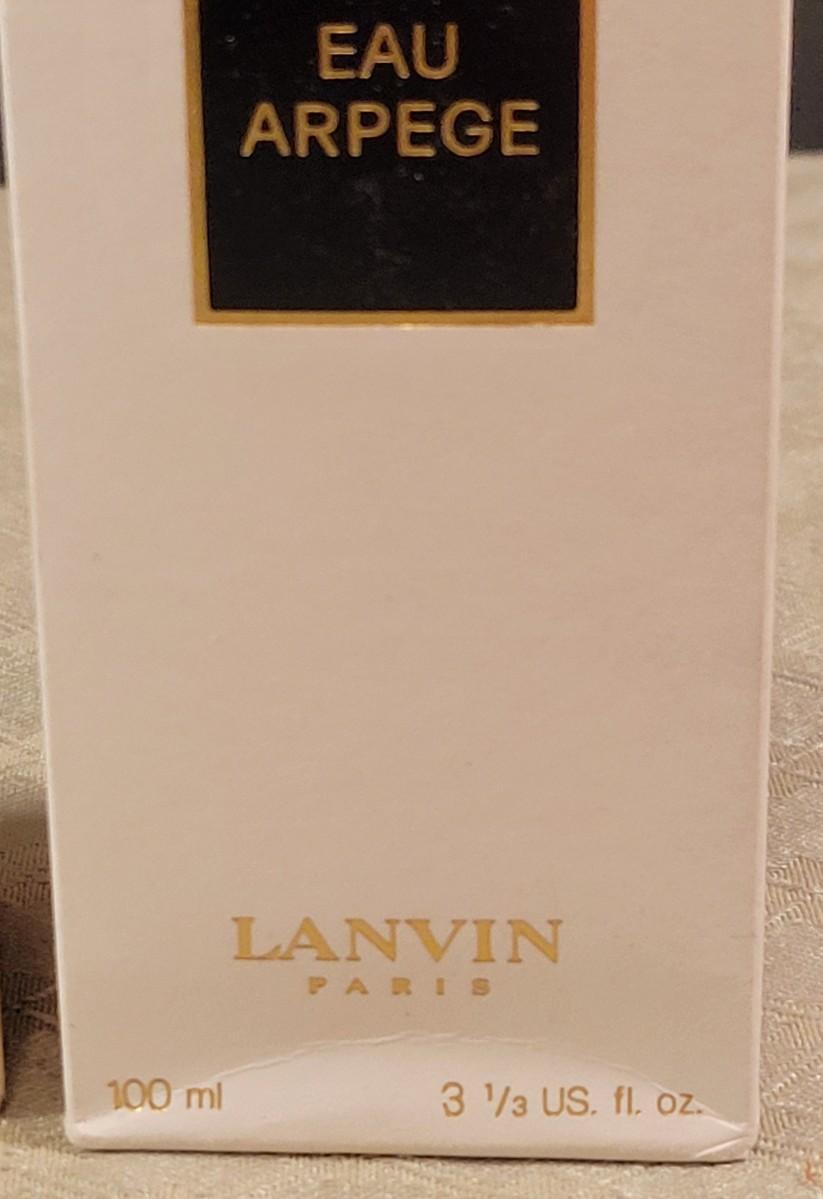 EAU
ARPEGE
LANVIN
PARIS
100 ml 3 1/3 US. fl. oz.